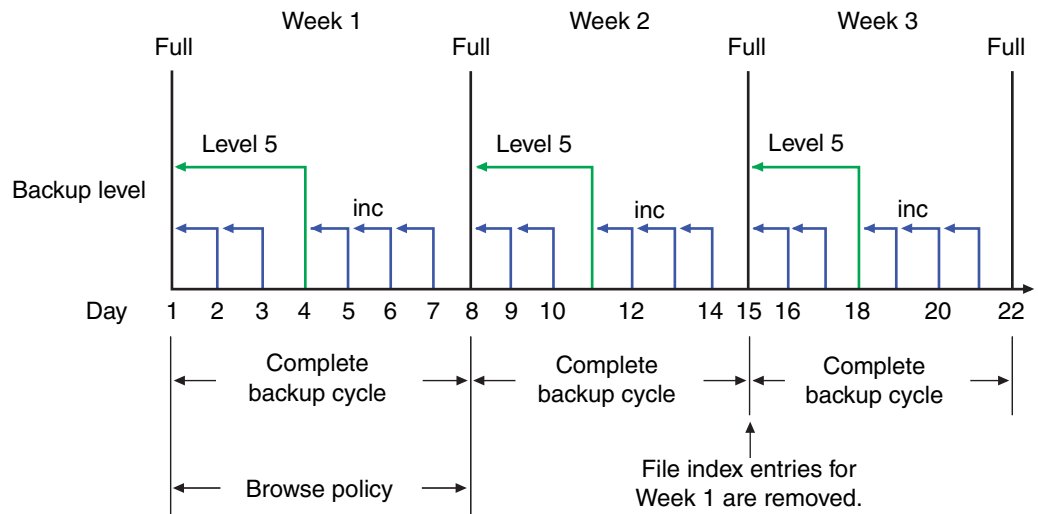 Week 1 Week 2 Week 3
Full Full Full Full
Level 5 Level 5 Level 5
Backup level
inc inc inc
Day 1 2 3 4 5 6 7 8 9 10 12 14 15 16 18 20 22
Complete
backup cycle
Complete
backup cycle
Complete
backup cycle
Browse policy
File index entries for
Week 1 are removed.